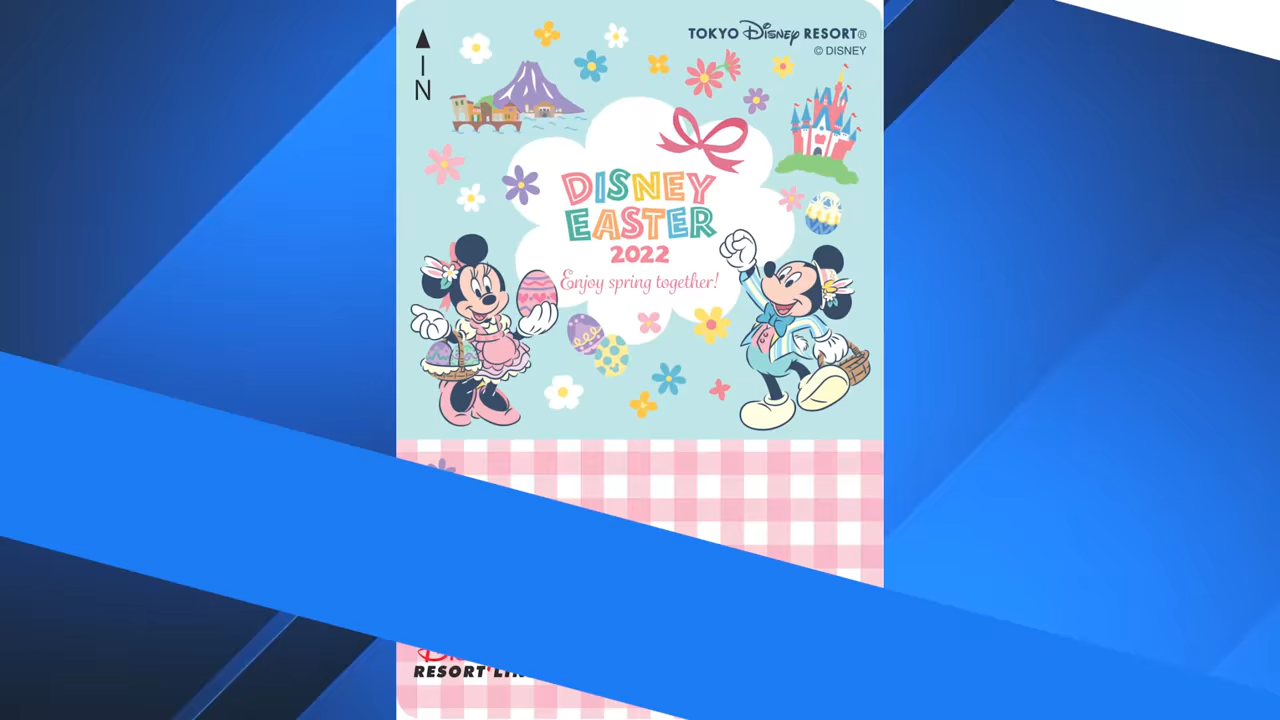 TOKYO Disney RESORT®
© DISNEY
IN
DISNEY
EASTER
2022
Enjoy spring together!
RESORT